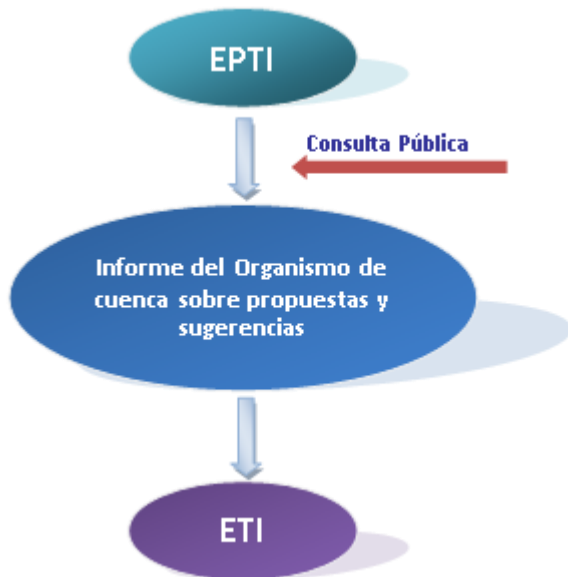 EPTI
Consulta Pública
Informe del Organismo de
cuenca sobre propuestas y
sugerencias
ETI